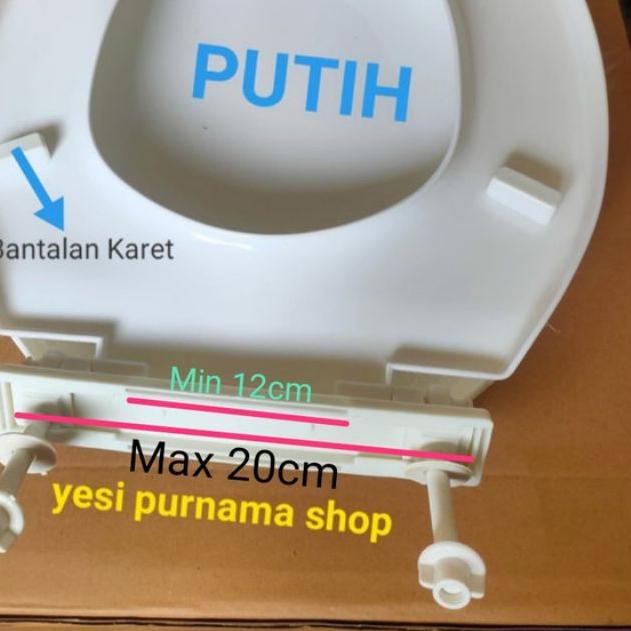 PUTIH
Bantalan Karet
Min 12cm
Max 20cm
yesi purnama shop